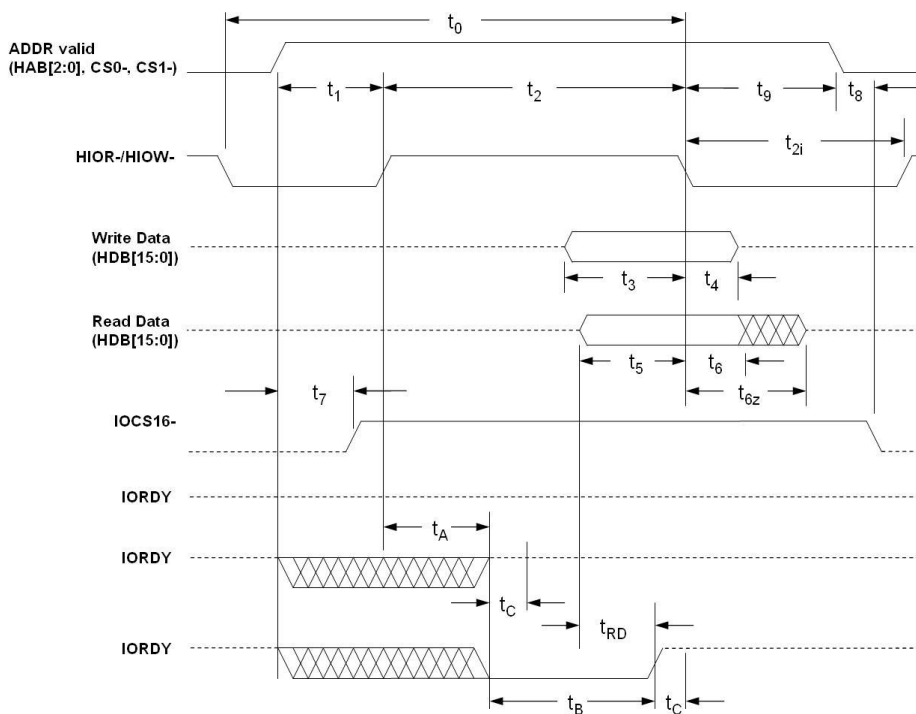 t0
ADDR valid
(HAB[2:0], CS0-, CS1-)
t1
t2
t9
t8
HIOR-/HIOW-
t2i
Write Data
(HDB[15:0])
t3
t4
Read Data
(HDB[15:0])
t5
t6
t7
t6z
IOCS16-
IORDY
tA
IORDY
tC
tRD
IORDY
tB
tC